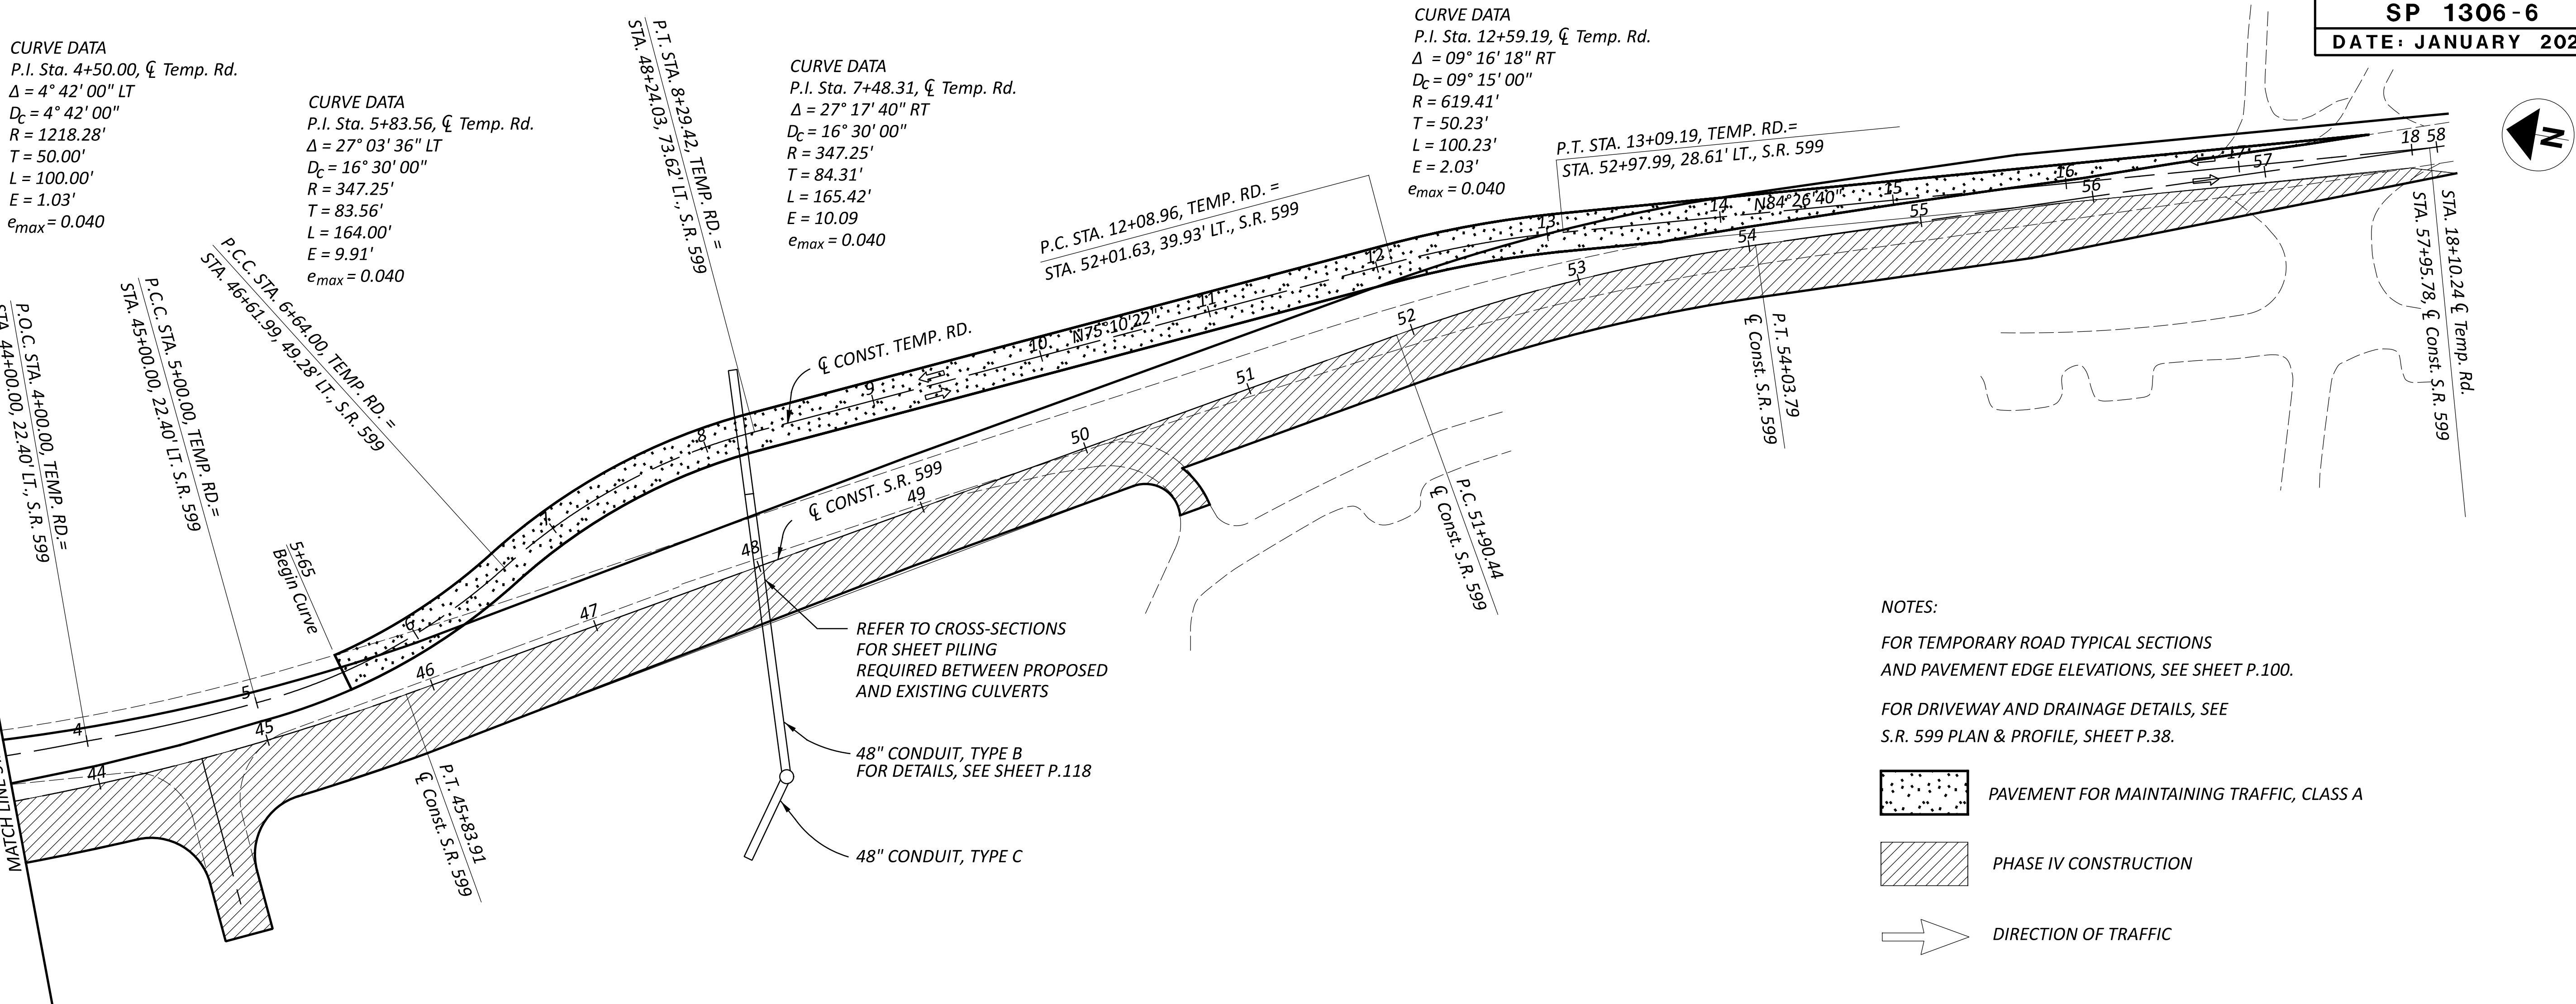 SP 1306-6
DATE: JANUARY 202
CURVE DATA
P.I. Sta. 4+50.00, ℄ Temp. Rd.
Δ = 4° 42' 00" LT
Dc = 4° 42' 00"
R = 1218.28'
T = 50.00'
L = 100.00'
E = 1.03'
emax = 0.040
CURVE DATA
P.I. Sta. 5+83.56, ℄ Temp. Rd.
Δ = 27° 03' 36" LT
Dc = 16° 30' 00"
R = 347.25'
T = 83.56'
L = 164.00'
E = 9.91'
emax = 0.040
CURVE DATA
P.I. Sta. 7+48.31, ℄ Temp. Rd.
Δ = 27° 17' 40" RT
Dc = 16° 30' 00"
R = 347.25'
T = 84.31'
L = 165.42'
E = 10.09
emax = 0.040
CURVE DATA
P.I. Sta. 12+59.19, ℄ Temp. Rd.
Δ = 09° 16' 18" RT
Dc = 09° 15' 00"
R = 619.41'
T = 50.23'
L = 100.23'
E = 2.03'
emax = 0.040
N
P.O.C. STA. 4+00.00, TEMP. RD.=
STA. 44+00.00, 22.40' LT., S.R. 599
P.C.C. STA. 5+00.00, TEMP. RD.=
STA. 45+00.00, 22.40' LT. S.R. 599
P.C.C. STA. 6+64.00, TEMP. RD.=
STA. 46+61.99, 49.28' LT., S.R. 599
P.T. STA. 8+29.42, TEMP. RD. =
STA. 48+24.03, 73.62' LT., S.R. 599
P.C. STA. 12+08.96, TEMP. RD. =
STA. 52+01.63, 39.93' LT., S.R. 599
P.T. STA. 13+09.19, TEMP. RD.=
STA. 52+97.99, 28.61' LT., S.R. 599
STA. 18+10.24 ℄ Temp. Rd.
STA. 57+95.78, ℄ Const. S.R. 599
5+65
Begin Curve
4
5
6
7
8
9
10
N75°10'22"
11
12
13
14
N84°26'40"
15
16
17
18
58
57
56
55
54
53
52
51
50
49
48
47
46
45
44
℄ CONST. TEMP. RD.
℄ CONST. S.R. 599
P.T. 45+83.91
℄ Const. S.R. 599
P.C. 51+90.44
℄ Const. S.R. 599
P.T. 54+03.79
℄ Const. S.R. 599
REFER TO CROSS-SECTIONS
FOR SHEET PILING
REQUIRED BETWEEN PROPOSED
AND EXISTING CULVERTS
48" CONDUIT, TYPE B
FOR DETAILS, SEE SHEET P.118
48" CONDUIT, TYPE C
MATCH LINE
NOTES:
FOR TEMPORARY ROAD TYPICAL SECTIONS
AND PAVEMENT EDGE ELEVATIONS, SEE SHEET P.100.
FOR DRIVEWAY AND DRAINAGE DETAILS, SEE
S.R. 599 PLAN & PROFILE, SHEET P.38.
PAVEMENT FOR MAINTAINING TRAFFIC, CLASS A
PHASE IV CONSTRUCTION
DIRECTION OF TRAFFIC